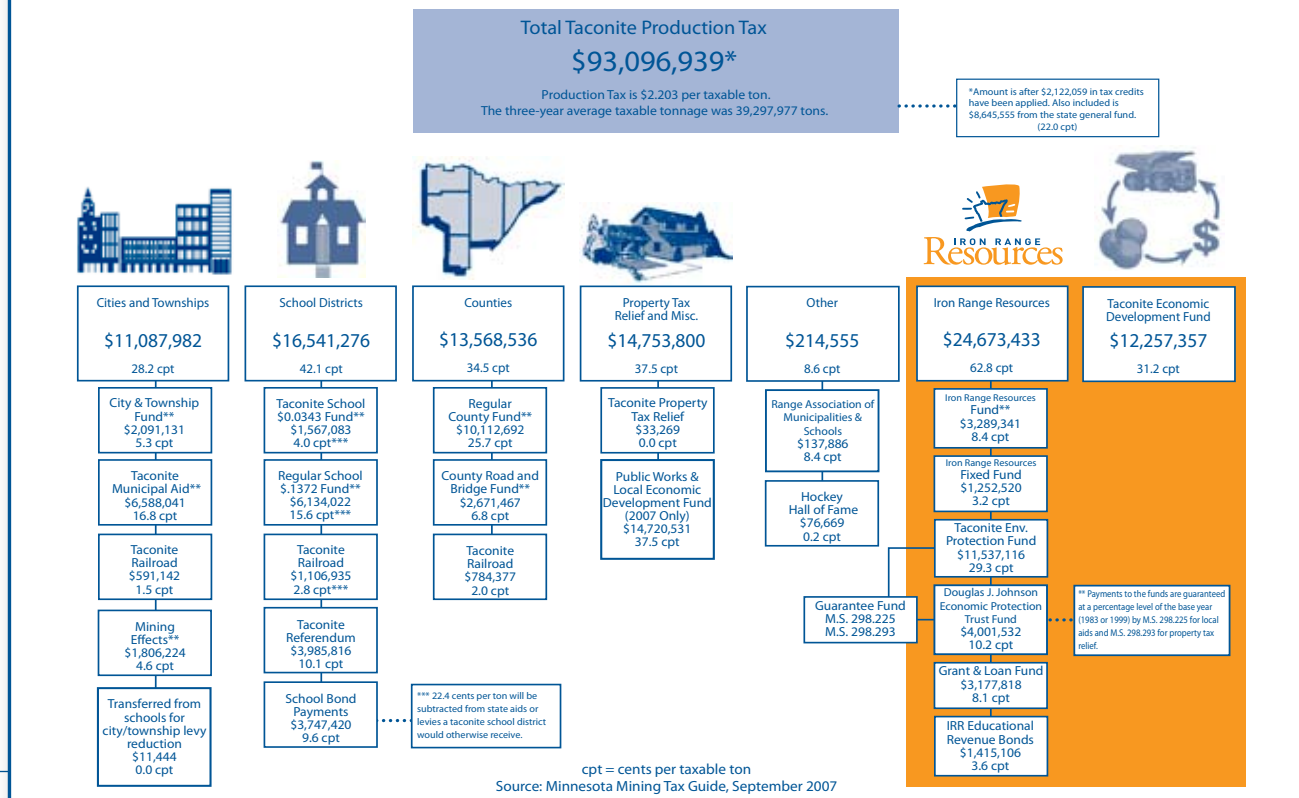 Total Taconite Production Tax
$93,096,939*
Production Tax is $2.203 per taxable ton.
The three-year average taxable tonnage was 39,297,977 tons.
*Amount is after $2,122,059 in tax credits
have been applied. Also included is
$8,645,555 from the state general fund.
(22.0 cpt)
IRON RANGE
Resources
$
Cities and Townships
$11,087,982
28.2 cpt
City & Township
Fund**
$2,091,131
5.3 cpt
Taconite
Municipal Aid**
$6,588,041
16.8 cpt
Taconite
Railroad
$591,142
1.5 cpt
Mining
Effects**
$1,806,224
4.6 cpt
Transferred from
schools for
city/township levy
reduction
$11,444
0.0 cpt
School Districts
$16,541,276
42.1 cpt
Taconite School
$0.0343 Fund**
$1,567,083
4.0 cpt***
Regular School
$.1372 Fund**
$6,134,022
15.6 cpt***
Taconite
Railroad
$1,106,935
2.8 cpt***
Taconite
Referendum
$3,985,816
10.1 cpt
School Bond
Payments
$3,747,420
9.6 cpt
*** 22.4 cents per ton will be
subtracted from state aids or
levies a taconite school district
would otherwise receive.
Counties
$13,568,536
34.5 cpt
Regular
County Fund**
$10,112,692
25.7 cpt
County Road and
Bridge Fund**
$2,671,467
6.8 cpt
Taconite
Railroad
$784,377
2.0 cpt
Property Tax
Relief and Misc.
$14,753,800
37.5 cpt
Taconite Property
Tax Relief
$33,269
0.0 cpt
Public Works &
Local Economic
Development Fund
(2007 Only)
$14,720,531
37.5 cpt
Other
$214,555
8.6 cpt
Range Association of
Municipalities &
Schools
$137,886
8.4 cpt
Hockey
Hall of Fame
$76,669
0.2 cpt
Iron Range Resources
$24,673,433
62.8 cpt
Iron Range Resources
Fund**
$3,289,341
8.4 cpt
Iron Range Resources
Fixed Fund
$1,252,520
3.2 cpt
Taconite Env.
Protection Fund
$11,537,116
29.3 cpt
Guarantee Fund
M.S. 298.225
M.S. 298.293
Douglas J. Johnson
Economic Protection
Trust Fund
$4,001,532
10.2 cpt
Grant & Loan Fund
$3,177,818
8.1 cpt
IRR Educational
Revenue Bonds
$1,415,106
3.6 cpt
Taconite Economic
Development Fund
$12,257,357
31.2 cpt
** Payments to the funds are guaranteed
at a percentage level of the base year
(1983 or 1999) by M.S. 298.225 for local
aids and M.S. 298.293 for property tax
relief.
cpt = cents per taxable ton
Source: Minnesota Mining Tax Guide, September 2007